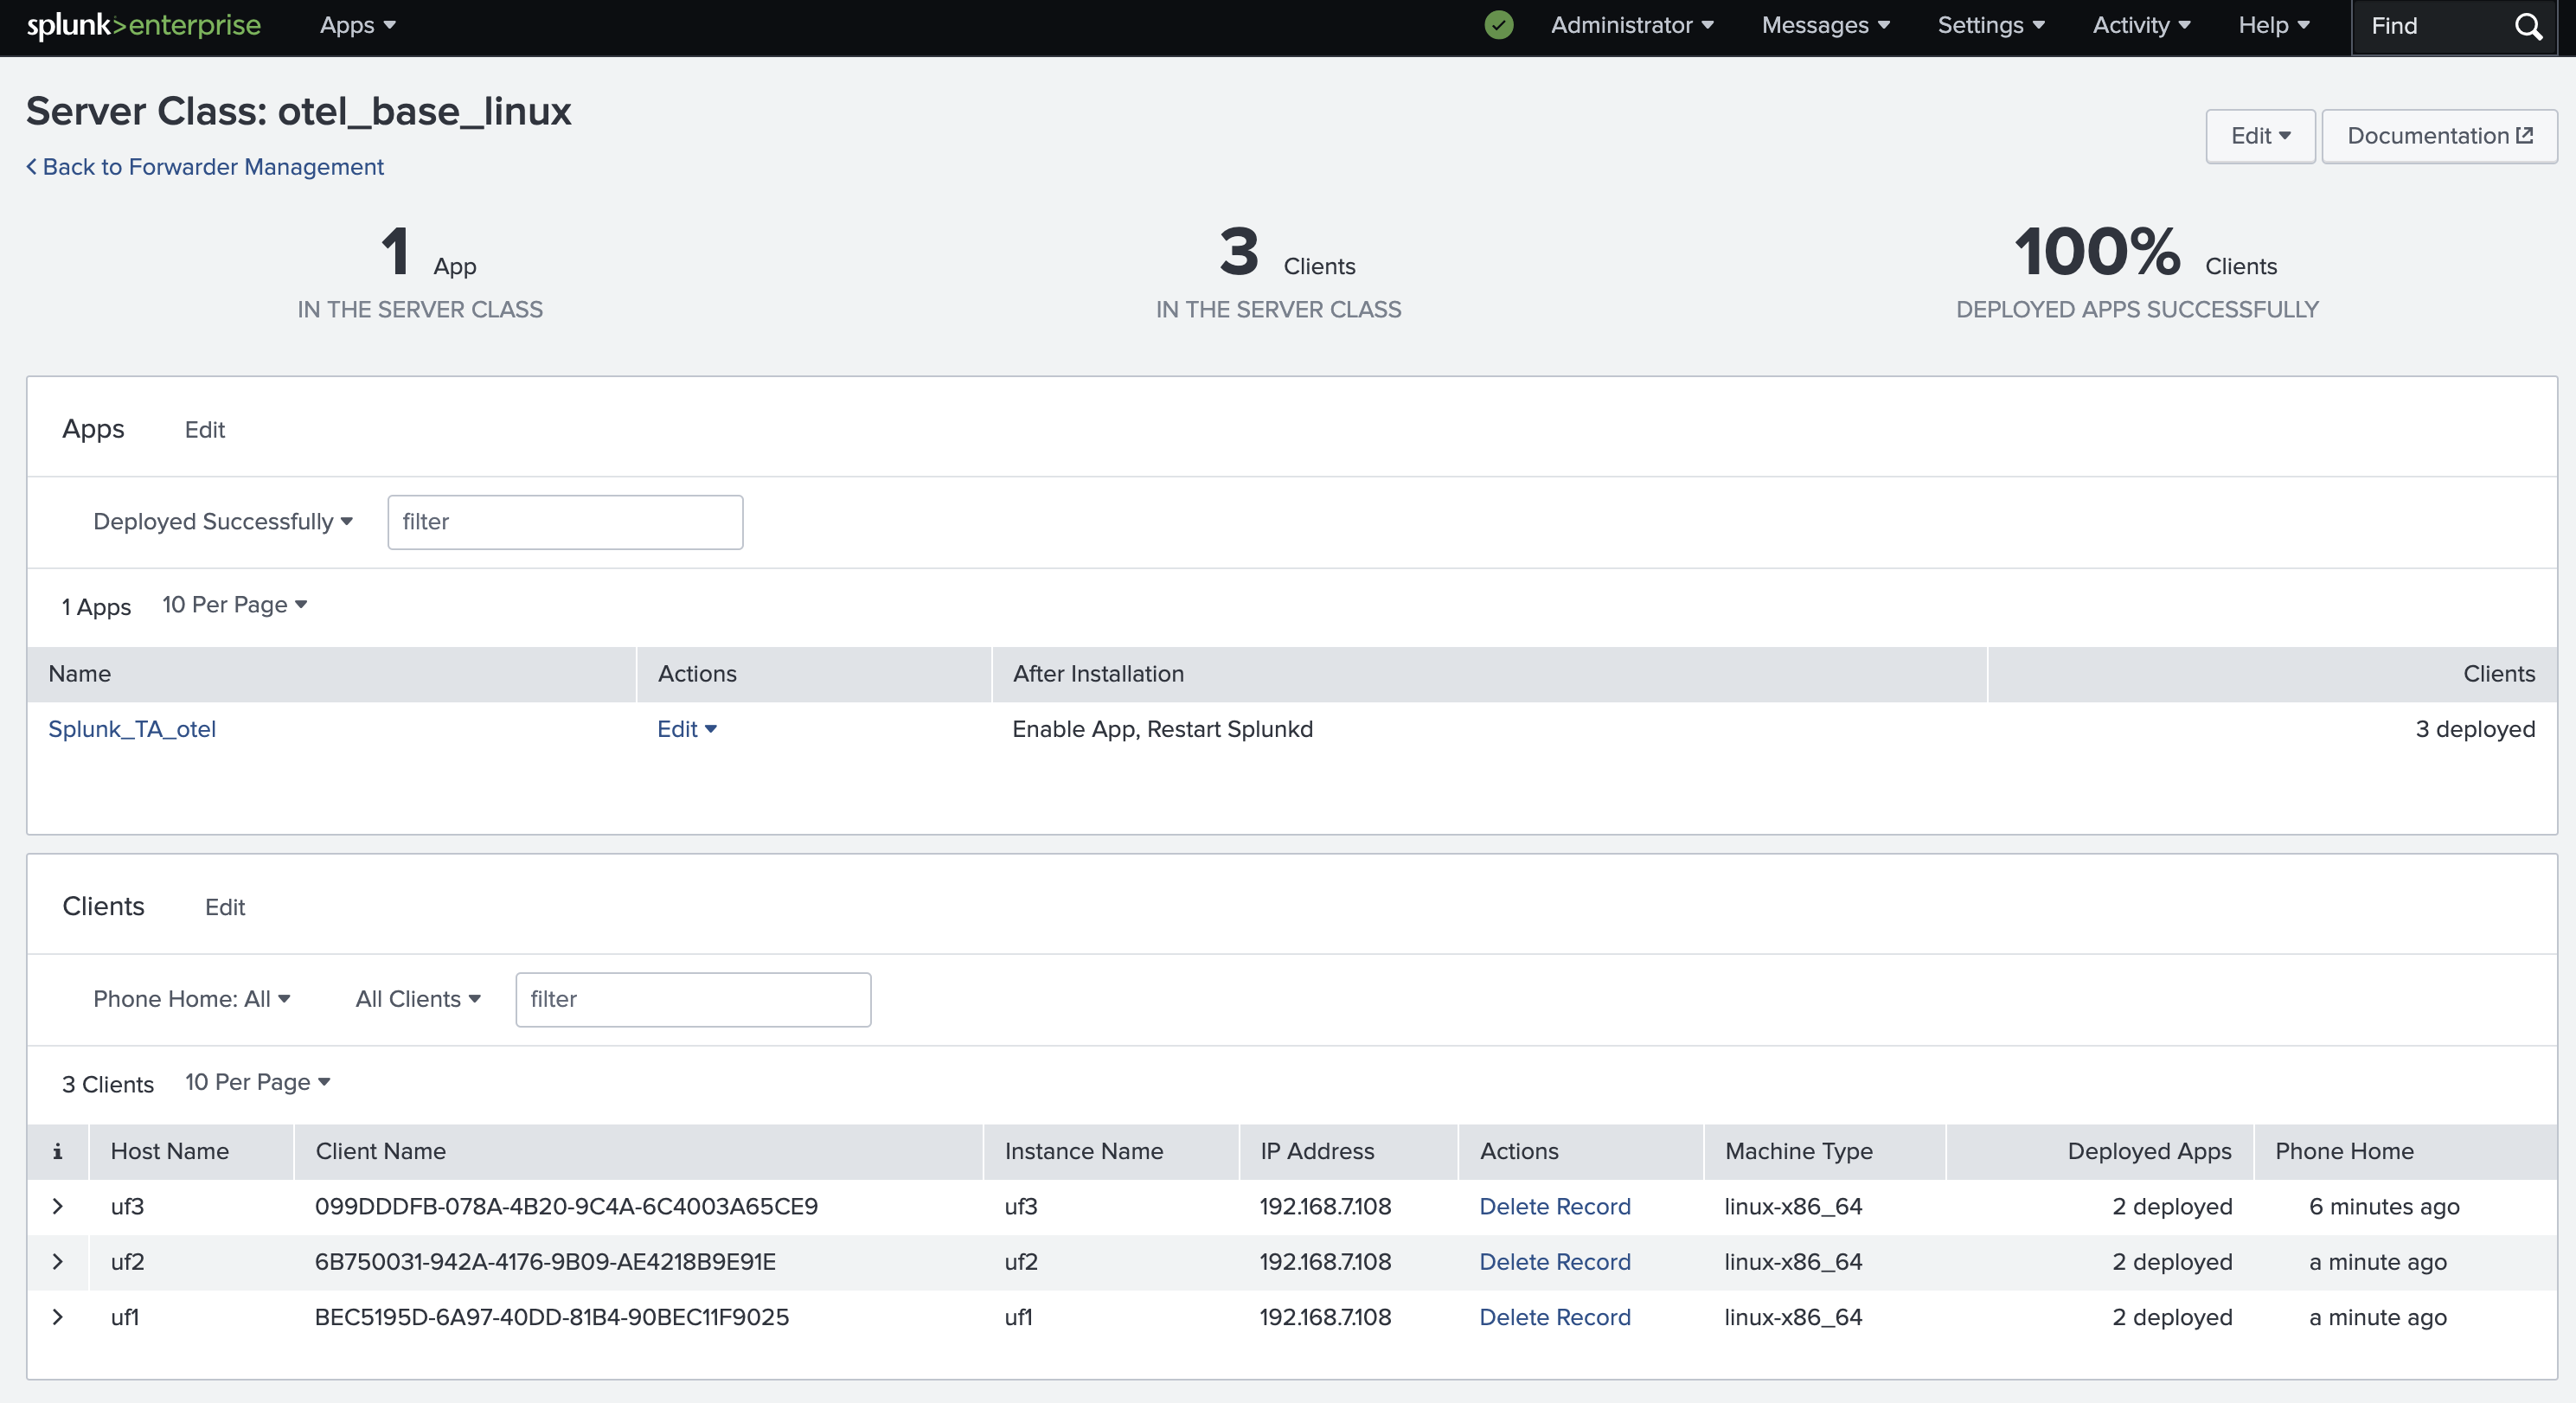 splunk>enterprise Apps Administrator Messages Settings Activity Help Find
Server Class: otel_base_linux
Edit Documentation
Back to Forwarder Management
1 App 3 Clients 100% Clients
IN THE SERVER CLASS IN THE SERVER CLASS DEPLOYED APPS SUCCESSFULLY
Apps Edit
Deployed Successfully filter
1 Apps 10 Per Page
Name Actions After Installation Clients
Splunk_TA_otel Edit Enable App, Restart Splunkd 3 deployed
Clients Edit
Phone Home: All All Clients filter
3 Clients 10 Per Page
i Host Name Client Name Instance Name IP Address Actions Machine Type Deployed Apps Phone Home
uf3 099DDDFB-078A-4B20-9C4A-6C4003A65CE9 uf3 192.168.7.108 Delete Record linux-x86_64 2 deployed 6 minutes ago
uf2 6B750031-942A-4176-9B09-AE4218B9E91E uf2 192.168.7.108 Delete Record linux-x86_64 2 deployed a minute ago
uf1 BEC5195D-6A97-40DD-81B4-90BEC11F9025 uf1 192.168.7.108 Delete Record linux-x86_64 2 deployed a minute ago